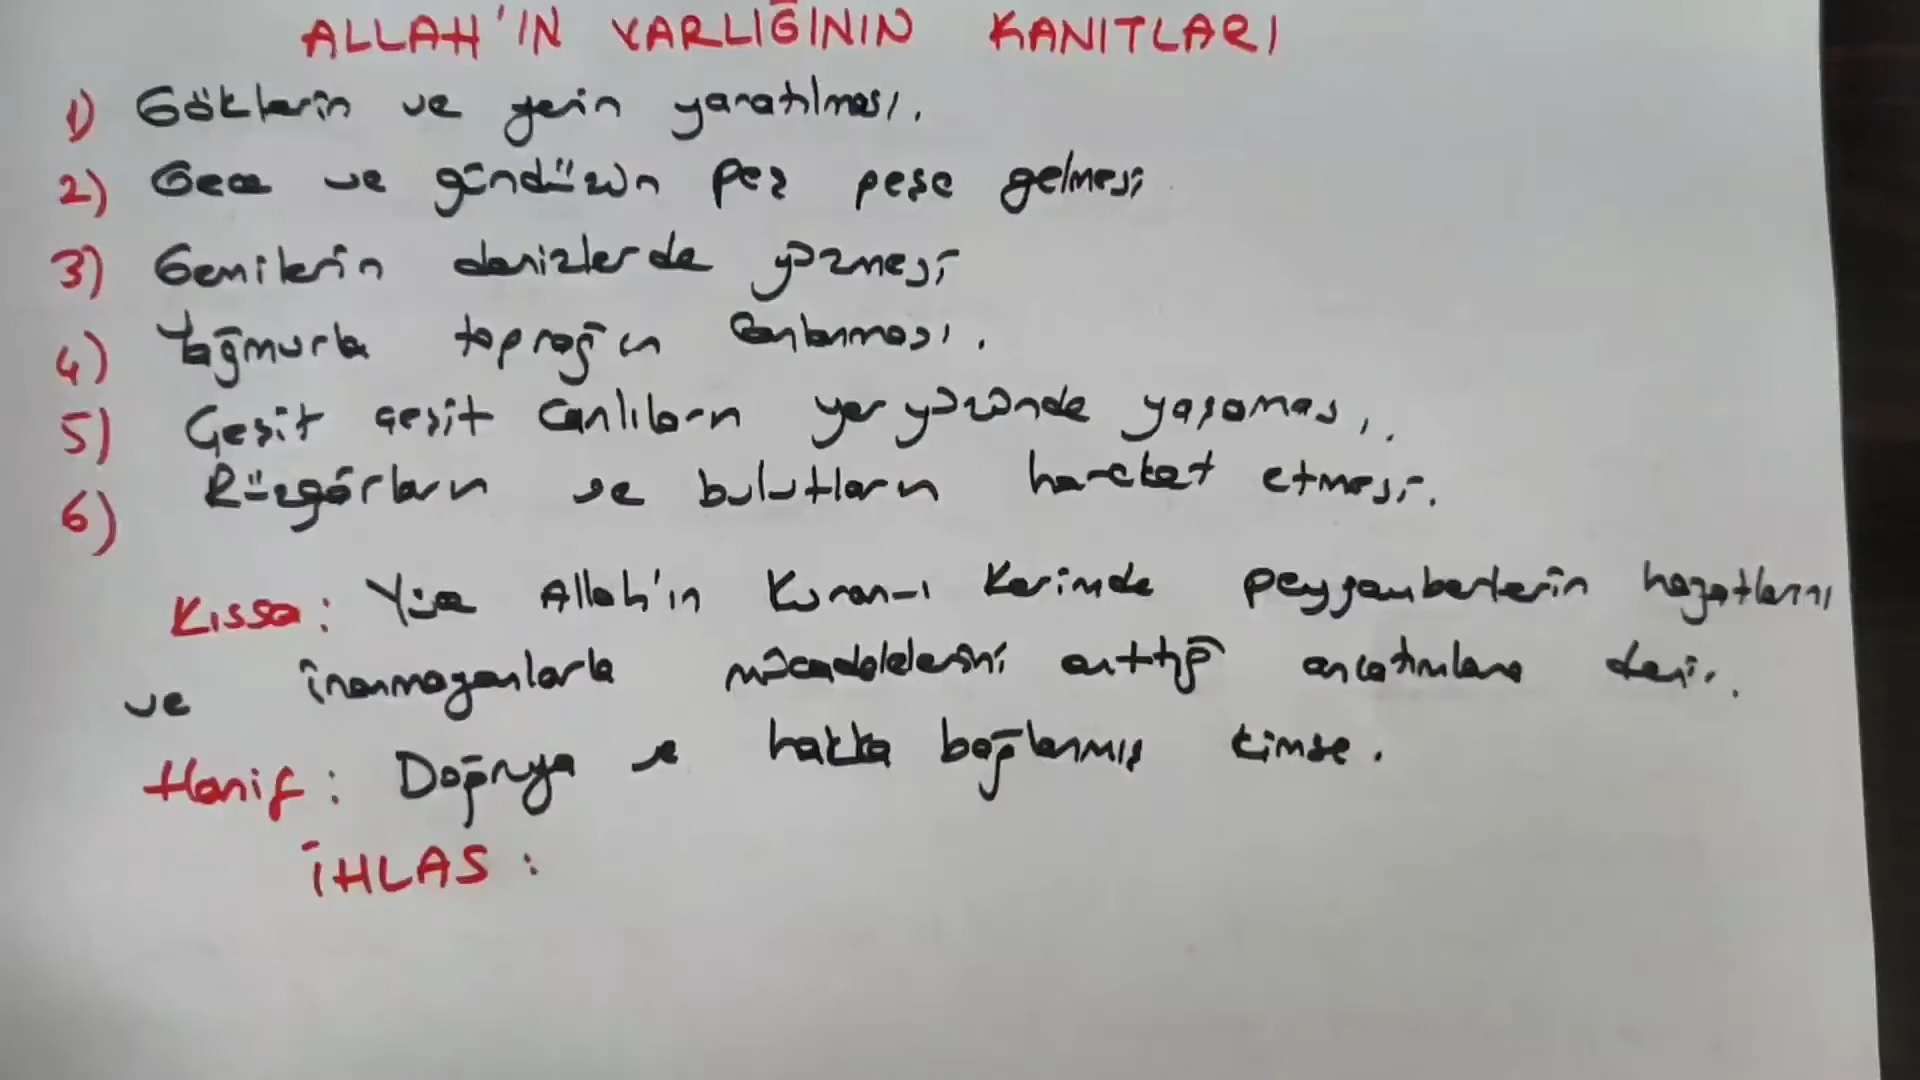 ALLAH'IN VARLIĞININ KANITLARI
1) Göklerin ve yerin yaratılması.
2) Gece ve gündüzün peş peşe gelmesi
3) Gemilerin denizlerde yüzmesi
4) Yağmurla toprağın canlanması.
5) Çeşit çeşit canlıların yer yüzünde yaşaması.
6) Rüzgârların ve bulutların hareket etmesi.
Kıssa: Yüce Allah'ın Kuran-ı Kerimde peygamberlerin hayatlarını
ve inanmayanlarla mücadelelerini anlatımlara denir.
Hanif: Doğruya ve hakka bağlanmış kimse.
İHLAS: